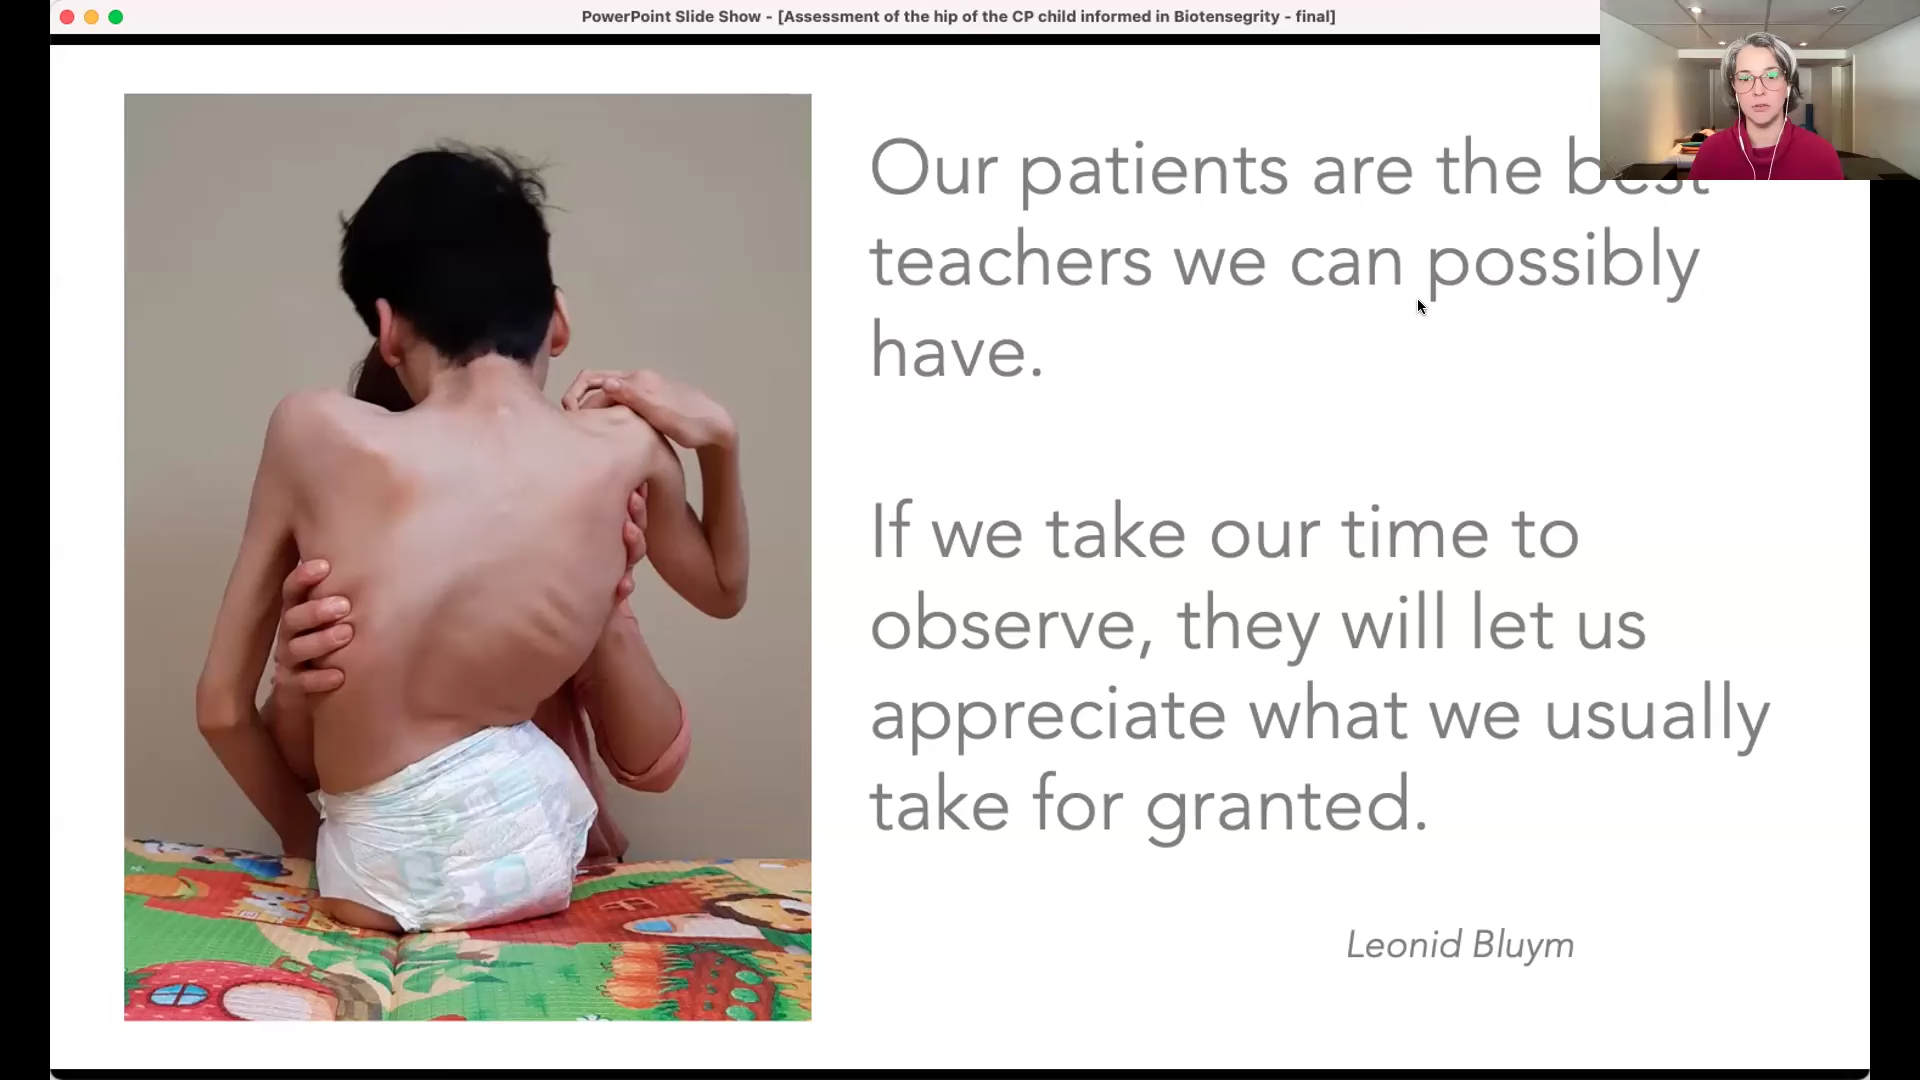 PowerPoint Slide Show - [Assessment of the hip of the CP child informed in Biotensegrity - final]
Our patients are the best
teachers we can possibly
have.
If we take our time to
observe, they will let us
appreciate what we usually
take for granted.
Leonid Bluym